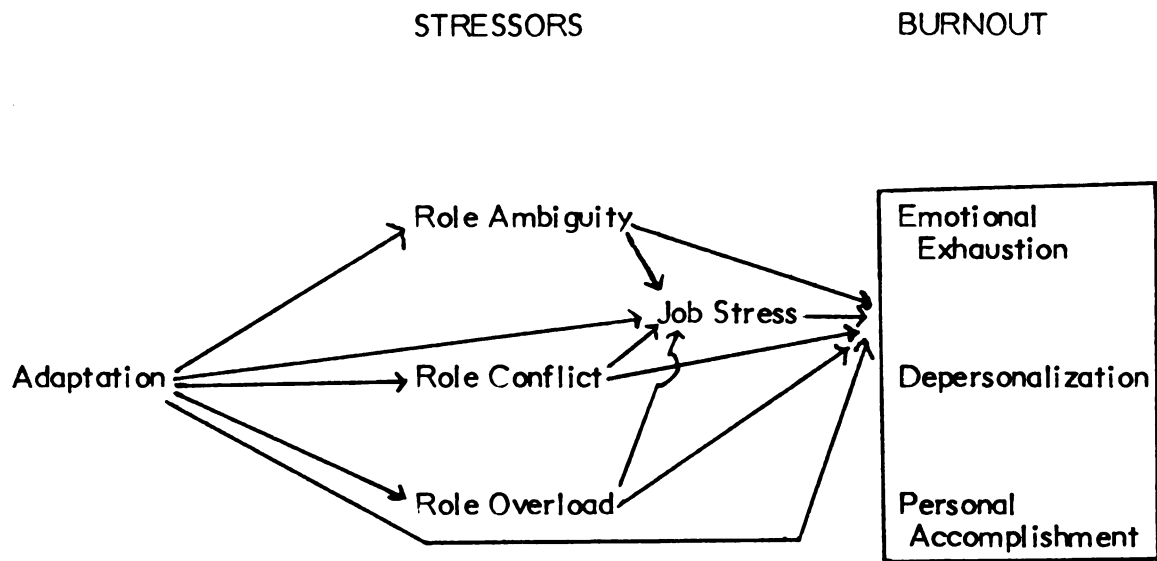 STRESSORS
BURNOUT
Role Ambiguity
Emotional
Exhaustion
Job Stress
Adaptation
Role Conflict
Depersonalization
Role Overload
Personal
Accomplishment